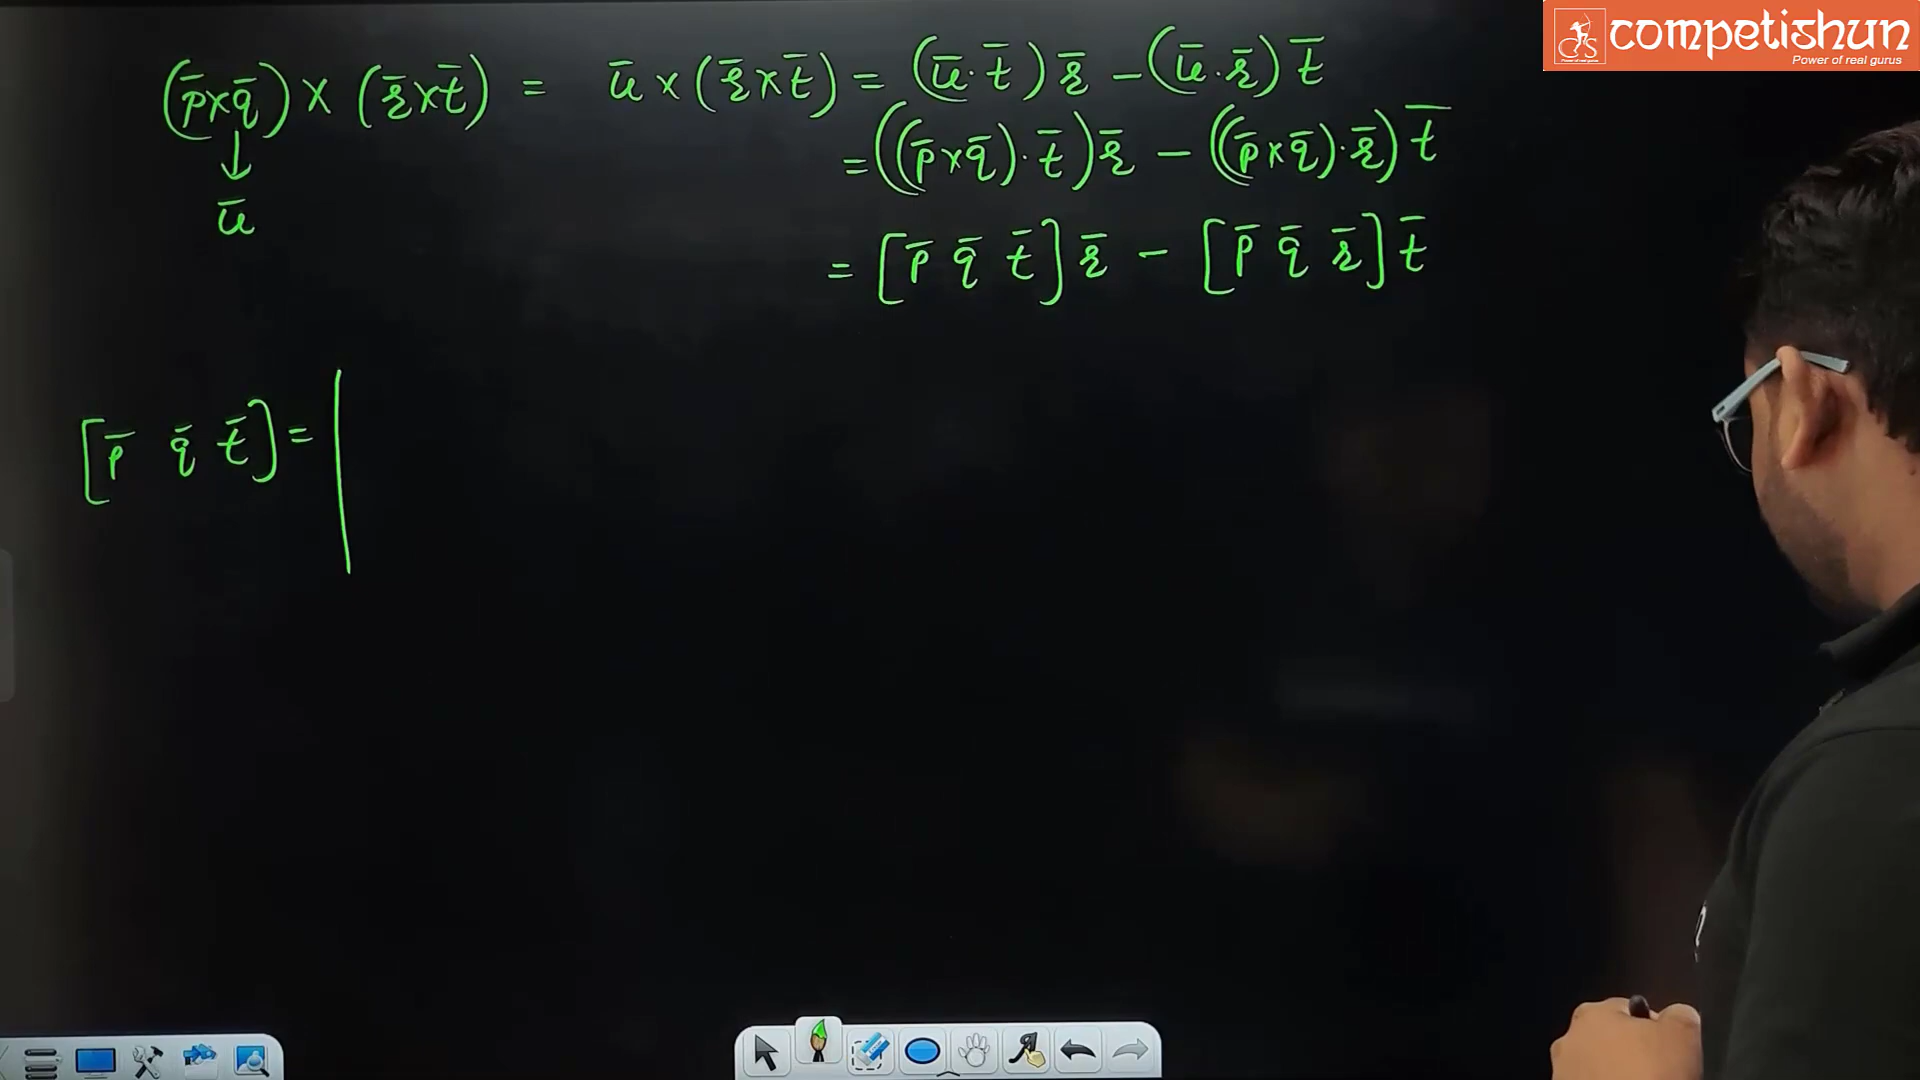 competishun
Power of real gurus
(p̄×q̄) × (r̄×t̄) = ū × (r̄×t̄) = (ū·t̄) r̄ − (ū·r̄) t̄
↓
ū
= ((p̄×q̄)·t̄) r̄ − ((p̄×q̄)·r̄) t̄
= [p̄ q̄ t̄] r̄ − [p̄ q̄ r̄] t̄
[p̄ q̄ t̄] = |